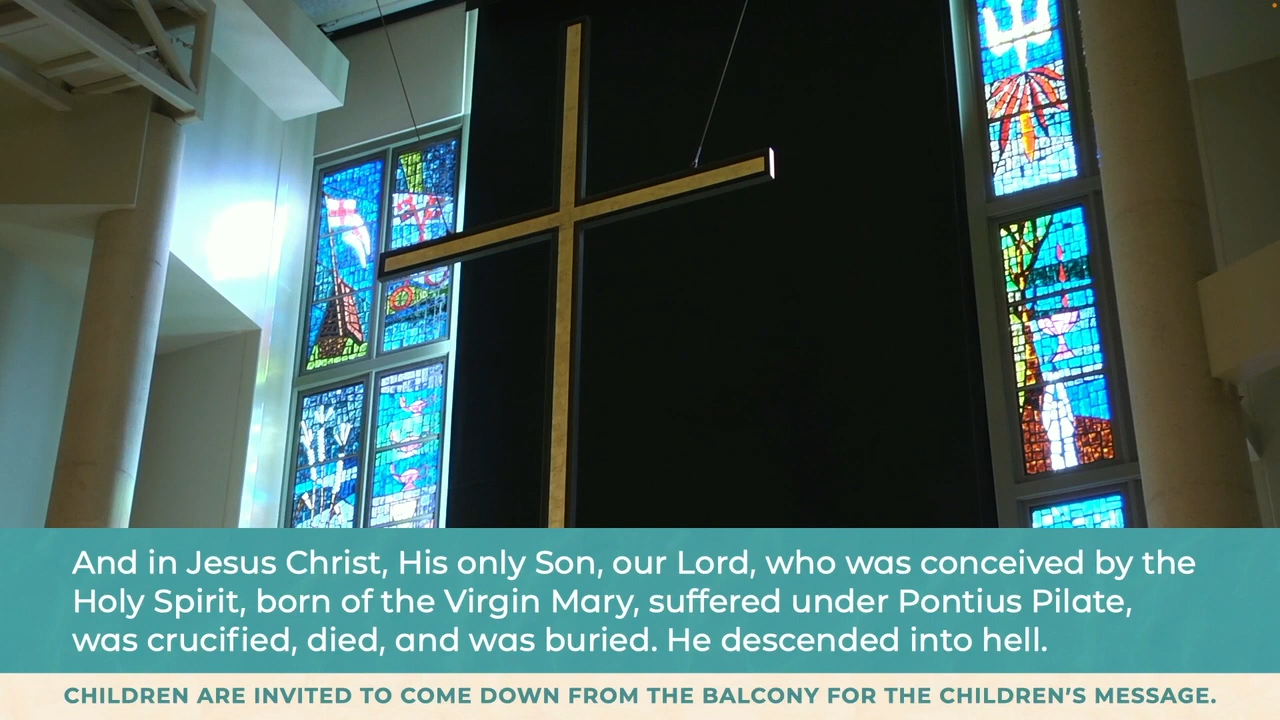 And in Jesus Christ, His only Son, our Lord, who was conceived by the
Holy Spirit, born of the Virgin Mary, suffered under Pontius Pilate,
was crucified, died, and was buried. He descended into hell.
CHILDREN ARE INVITED TO COME DOWN FROM THE BALCONY FOR THE CHILDREN'S MESSAGE.